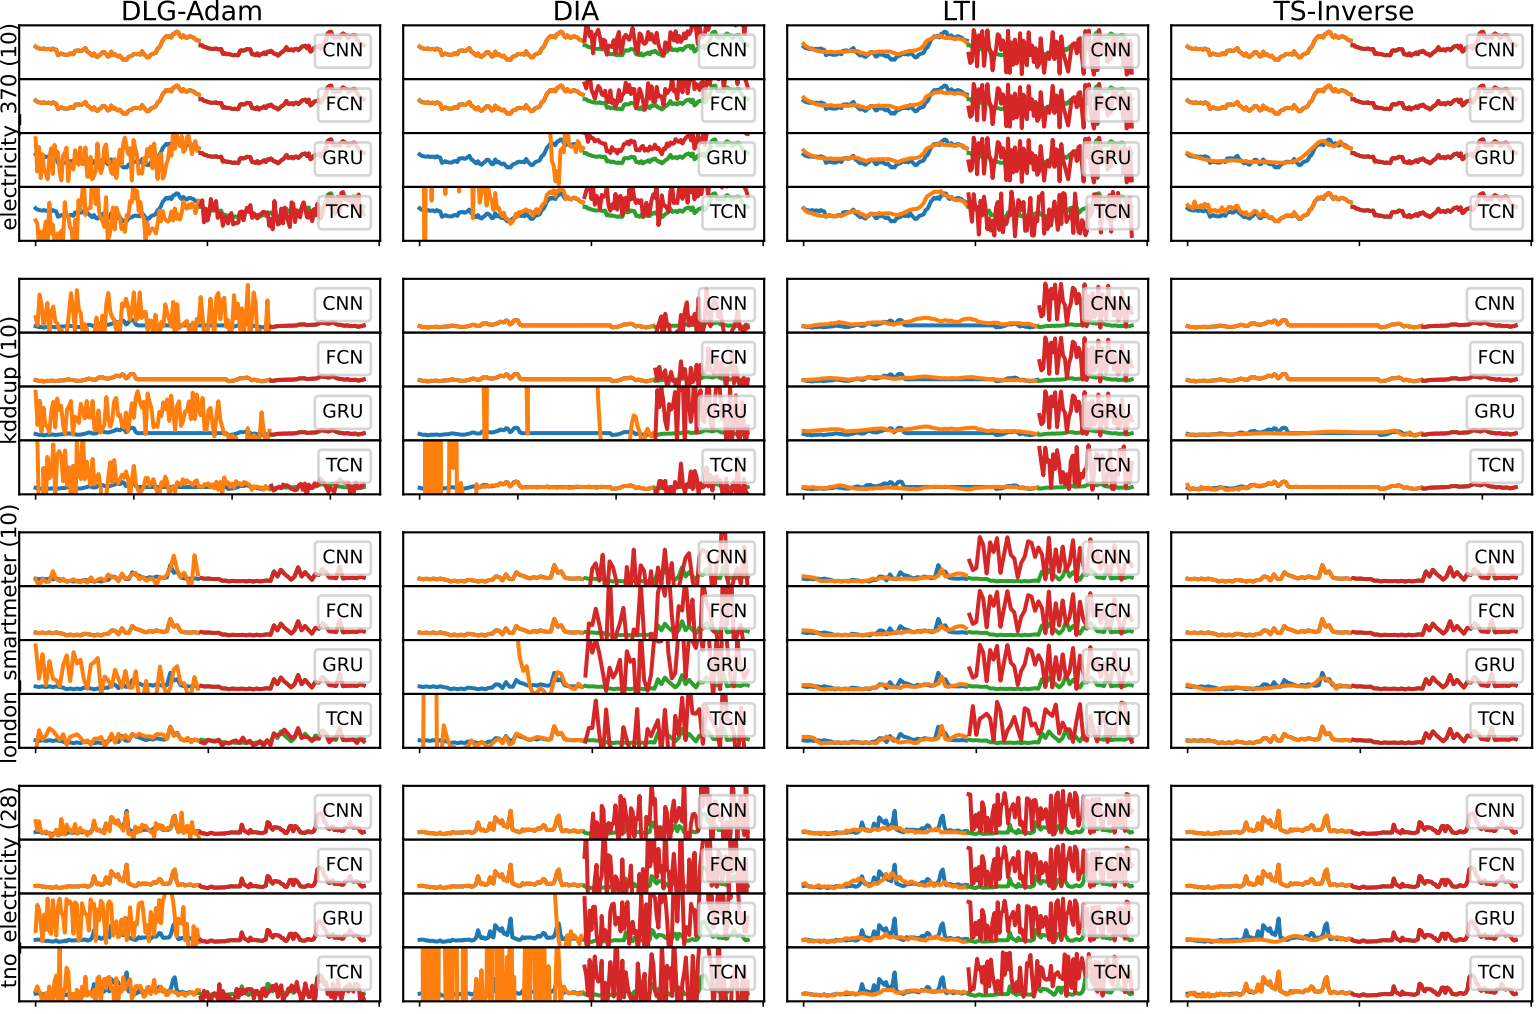 DLG-Adam DIA LTI TS-Inverse
electricity_370 (10)
CNN CNN CNN CNN
FCN FCN FCN FCN
GRU GRU GRU GRU
TCN TCN TCN TCN
kddcup (10)
CNN CNN CNN CNN
FCN FCN FCN FCN
GRU GRU GRU GRU
TCN TCN TCN TCN
london_smartmeter (10)
CNN CNN CNN CNN
FCN FCN FCN FCN
GRU GRU GRU GRU
TCN TCN TCN TCN
tno_electricity (28)
CNN CNN CNN CNN
FCN FCN FCN FCN
GRU GRU GRU GRU
TCN TCN TCN TCN